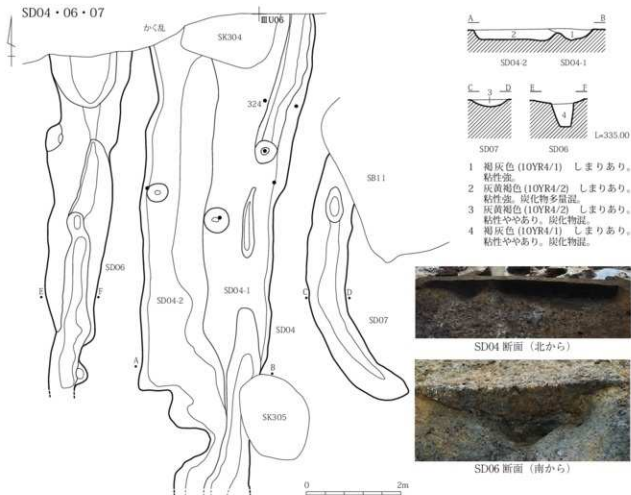 SD04・06・07
かく乱
SK304
ⅢU06
324
SB11
SD06
E
F
SD04-2
SD04-1
SD04
C
D
SD07
A
B
SK305
0
2m
A
B
2
1
SD04-2
SD04-1
C
3
D
E
F
4
L=335.00
SD07
SD06
1 褐灰色(10YR4/1) しまりあり。
粘性強。
2 灰黄褐色(10YR4/2) しまりあり。
粘性強。炭化物多量混。
3 灰黄褐色(10YR4/2) しまりあり。
粘性ややあり。炭化物混。
4 褐灰色(10YR4/1) しまりあり。
粘性ややあり。炭化物混。
SD04 断面(北から)
SD06 断面(南から)